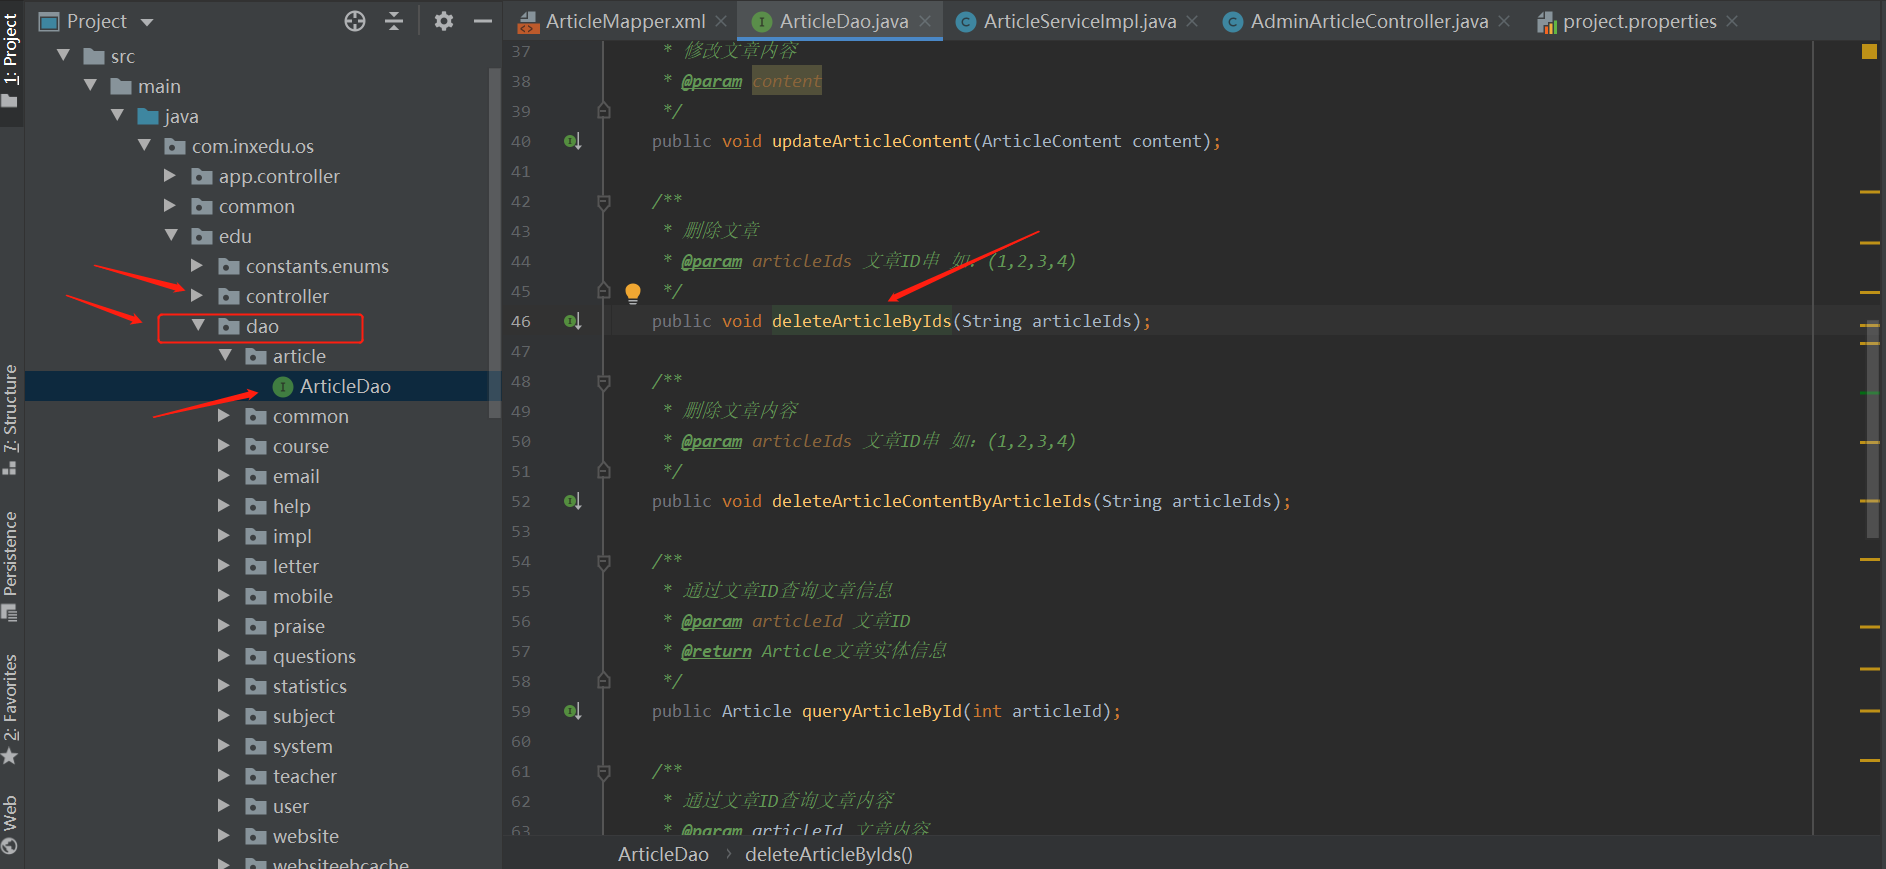 1: Project
7: Structure
Persistence
2: Favorites
Web
Project
src
main
java
com.inxedu.os
app.controller
common
edu
constants.enums
controller
dao
article
ArticleDao
common
course
email
help
impl
letter
mobile
praise
questions
statistics
subject
system
teacher
user
website
websiteehcache
ArticleMapper.xml
ArticleDao.java
ArticleServiceImpl.java
AdminArticleController.java
project.properties
37 * 修改文章内容
38 * @param content
39 */
40 public void updateArticleContent(ArticleContent content);
41
42 /**
43 * 删除文章
44 * @param articleIds 文章ID串 如：(1,2,3,4)
45 */
46 public void deleteArticleByIds(String articleIds);
47
48 /**
49 * 删除文章内容
50 * @param articleIds 文章ID串 如：(1,2,3,4)
51 */
52 public void deleteArticleContentByArticleIds(String articleIds);
53
54 /**
55 * 通过文章ID查询文章信息
56 * @param articleId 文章ID
57 * @return Article文章实体信息
58 */
59 public Article queryArticleById(int articleId);
60
61 /**
62 * 通过文章ID查询文章内容
63 * @param articleId 文章内容
ArticleDao › deleteArticleByIds()